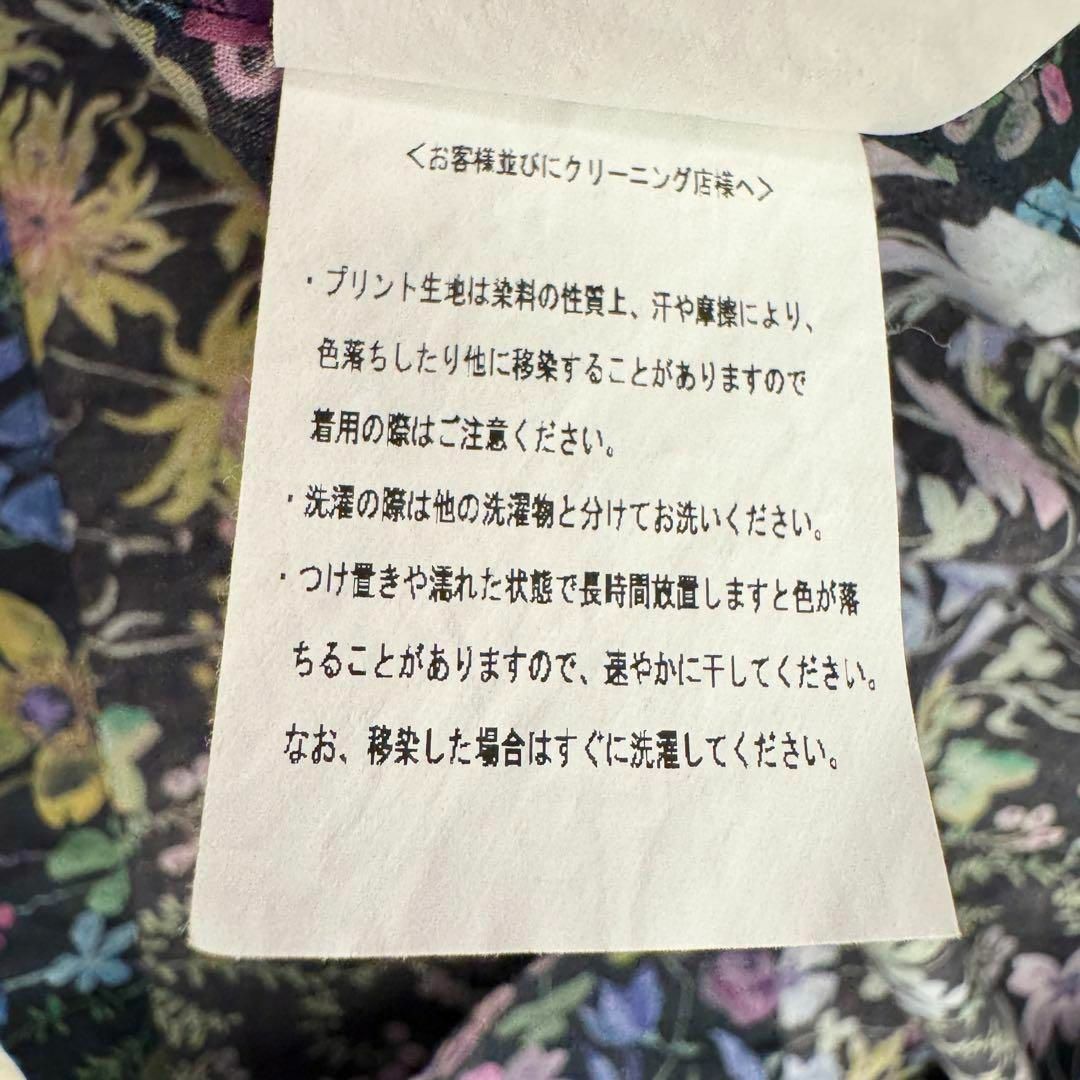 <お客様並びにクリーニング店様へ>
・プリント生地は染料の性質上、汗や摩擦により、
色落ちしたり他に移染することがありますので
着用の際はご注意ください。
・洗濯の際は他の洗濯物と分けてお洗いください。
・つけ置きや濡れた状態で長時間放置しますと色が落
ちることがありますので、速やかに干してください。
なお、移染した場合はすぐに洗濯してください。